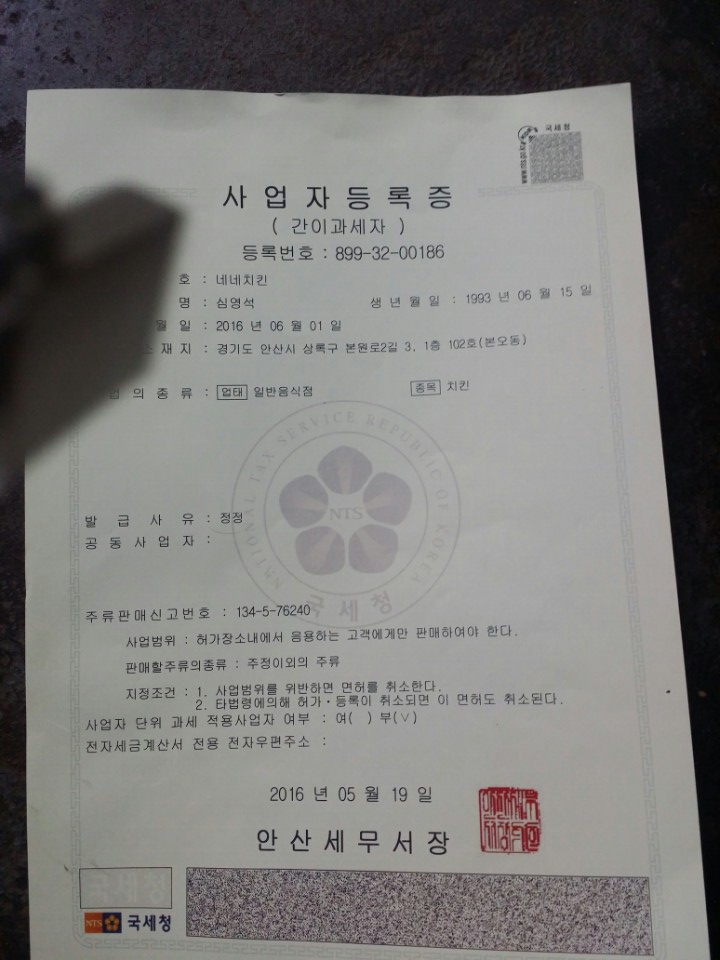 국세청
사업자등록증
( 간이과세자 )
등록번호 : 899-32-00186
호 : 네네치킨
명 : 심명석 생년월일 : 1993 년 06 월 15 일
월 일 : 2016 년 06 월 01 일
재지 : 경기도 안산시 상록구 본원로2길 3, 1층 102호(본오동)
의 종류 : 업태 일반음식점 종목 치킨
NATIONAL TAX SERVICE REPUBLIC OF KOREA
NTS
국세청
발급사유 : 정정
공동사업자 :
주류판매신고번호 : 134-5-76240
사업범위 : 허가장소내에서 음용하는 고객에게만 판매하여야 한다.
판매할주류의종류 : 주정이외의 주류
지정조건 : 1. 사업범위를 위반하면 면허를 취소한다.
2. 타법령에의해 허가·등록이 취소되면 이 면허도 취소된다.
사업자 단위 과세 적용사업자 여부 : 여( ) 부(∨)
전자세금계산서 전용 전자우편주소 :
2016 년 05 월 19 일
안산세무서장
국세청
NTS 국세청